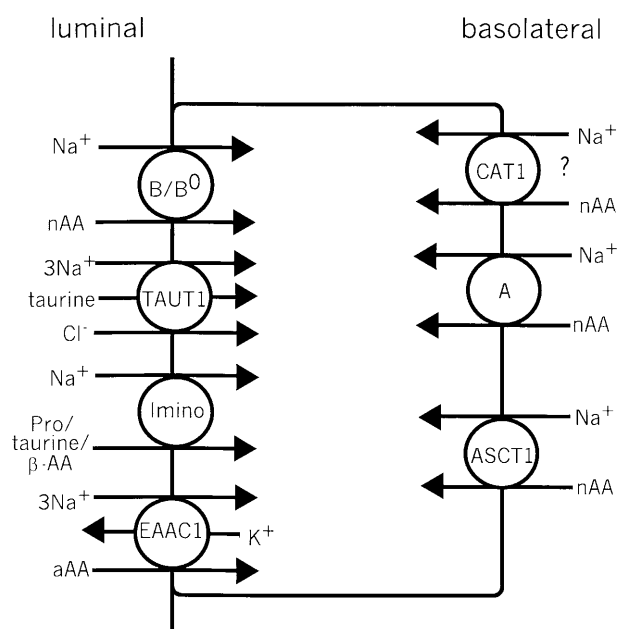 luminal
basolateral
Na+
B/B0
nAA
3Na+
taurine
TAUT1
Cl-
Na+
Imino
Pro/
taurine/
β-AA
3Na+
EAAC1
K+
aAA
Na+
CAT1
?
nAA
Na+
A
nAA
Na+
ASCT1
nAA